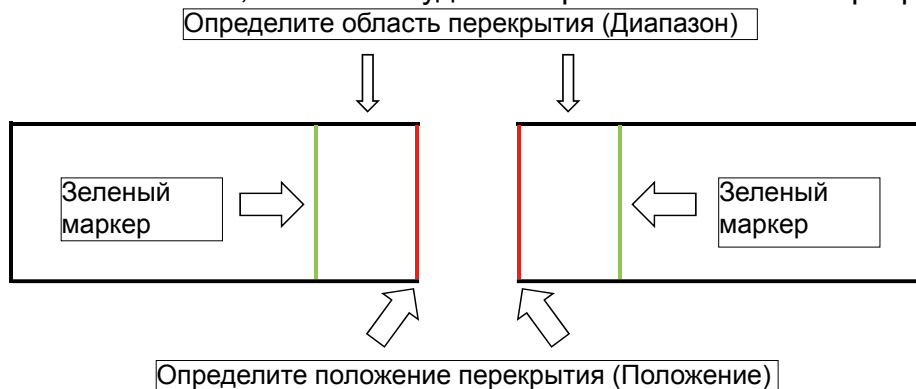 Определите область перекрытия (Диапазон)
Зеленый
маркер
Зеленый
маркер
Определите положение перекрытия (Положение)